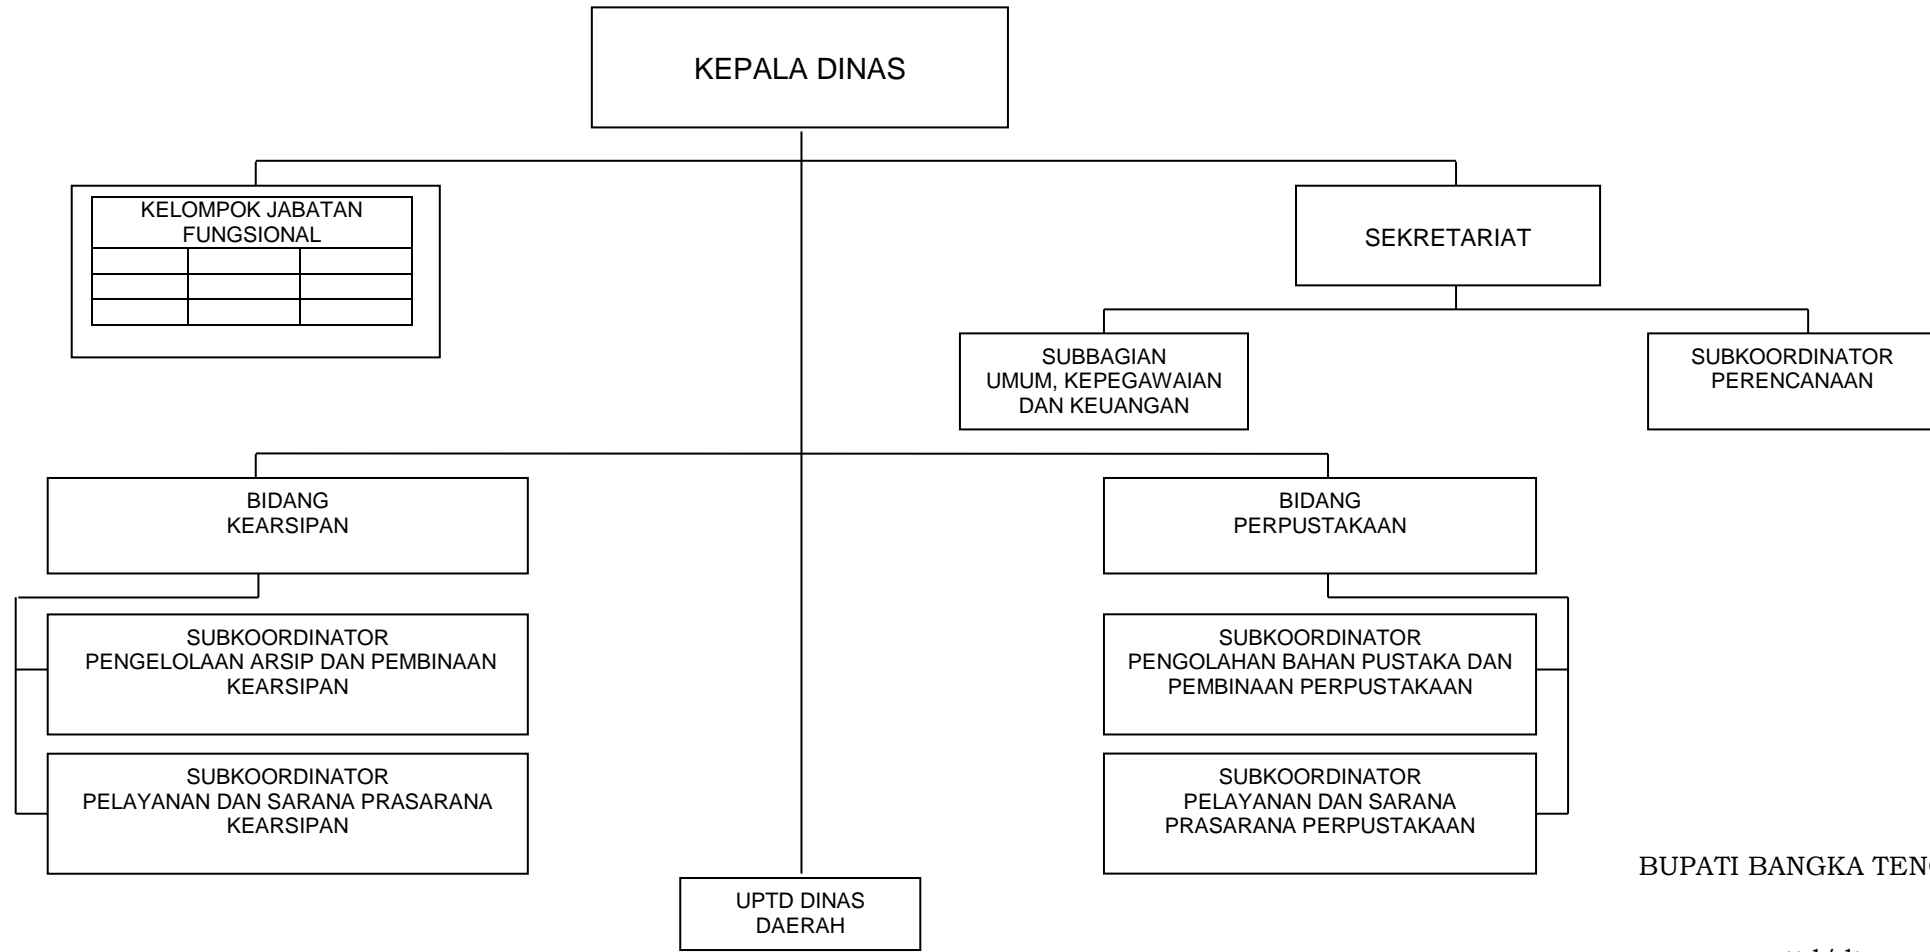 KEPALA DINAS
KELOMPOK JABATAN
FUNGSIONAL
SEKRETARIAT
SUBBAGIAN
UMUM, KEPEGAWAIAN
DAN KEUANGAN
SUBKOORDINATOR
PERENCANAAN
BIDANG
KEARSIPAN
BIDANG
PERPUSTAKAAN
SUBKOORDINATOR
PENGELOLAAN ARSIP DAN PEMBINAAN
KEARSIPAN
SUBKOORDINATOR
PENGOLAHAN BAHAN PUSTAKA DAN
PEMBINAAN PERPUSTAKAAN
SUBKOORDINATOR
PELAYANAN DAN SARANA PRASARANA
KEARSIPAN
SUBKOORDINATOR
PELAYANAN DAN SARANA
PRASARANA PERPUSTAKAAN
UPTD DINAS
DAERAH
BUPATI BANGKA